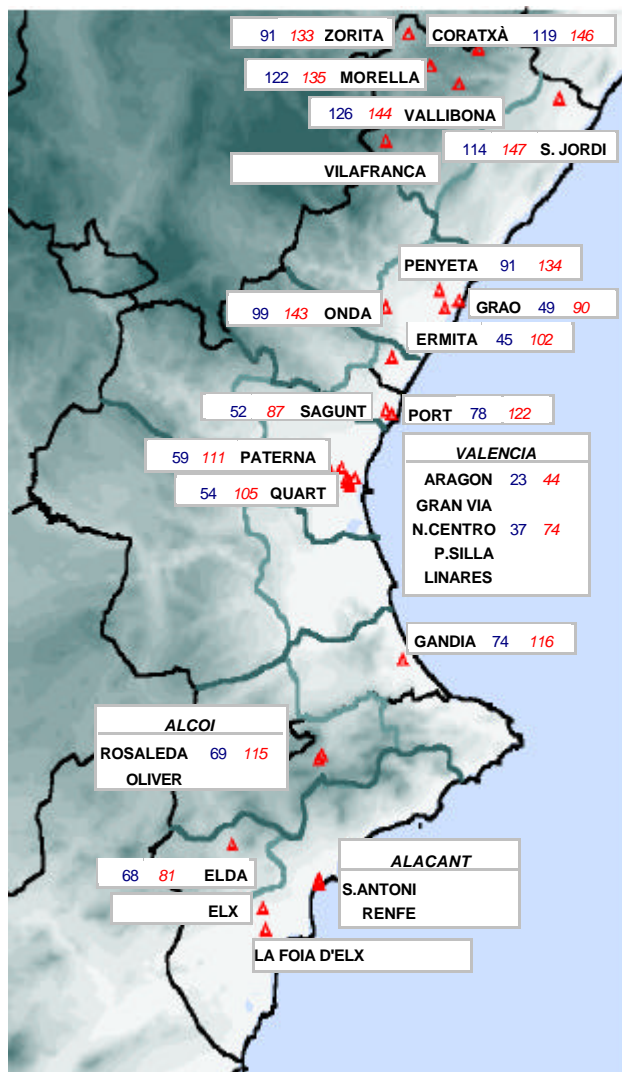 91 133 ZORITA
CORATXÀ 119 146
122 135 MORELLA
126 144 VALLIBONA
114 147 S. JORDI
VILAFRANCA
PENYETA 91 134
99 143 ONDA
GRAO 49 90
ERMITA 45 102
52 87 SAGUNT
PORT 78 122
59 111 PATERNA
54 105 QUART
VALENCIA
ARAGON 23 44
GRAN VIA
N.CENTRO 37 74
P.SILLA
LINARES
GANDIA 74 116
ALCOI
ROSALEDA 69 115
OLIVER
68 81 ELDA
ELX
ALACANT
S.ANTONI
RENFE
LA FOIA D'ELX